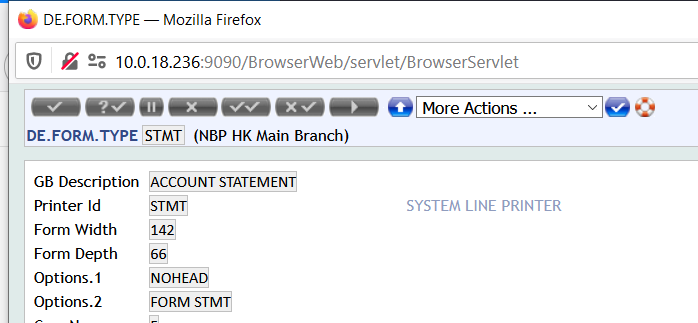 DE.FORM.TYPE — Mozilla Firefox
10.0.18.236:9090/BrowserWeb/servlet/BrowserServlet
More Actions ...
DE.FORM.TYPE STMT (NBP HK Main Branch)
GB Description ACCOUNT STATEMENT
Printer Id STMT SYSTEM LINE PRINTER
Form Width 142
Form Depth 66
Options.1 NOHEAD
Options.2 FORM STMT